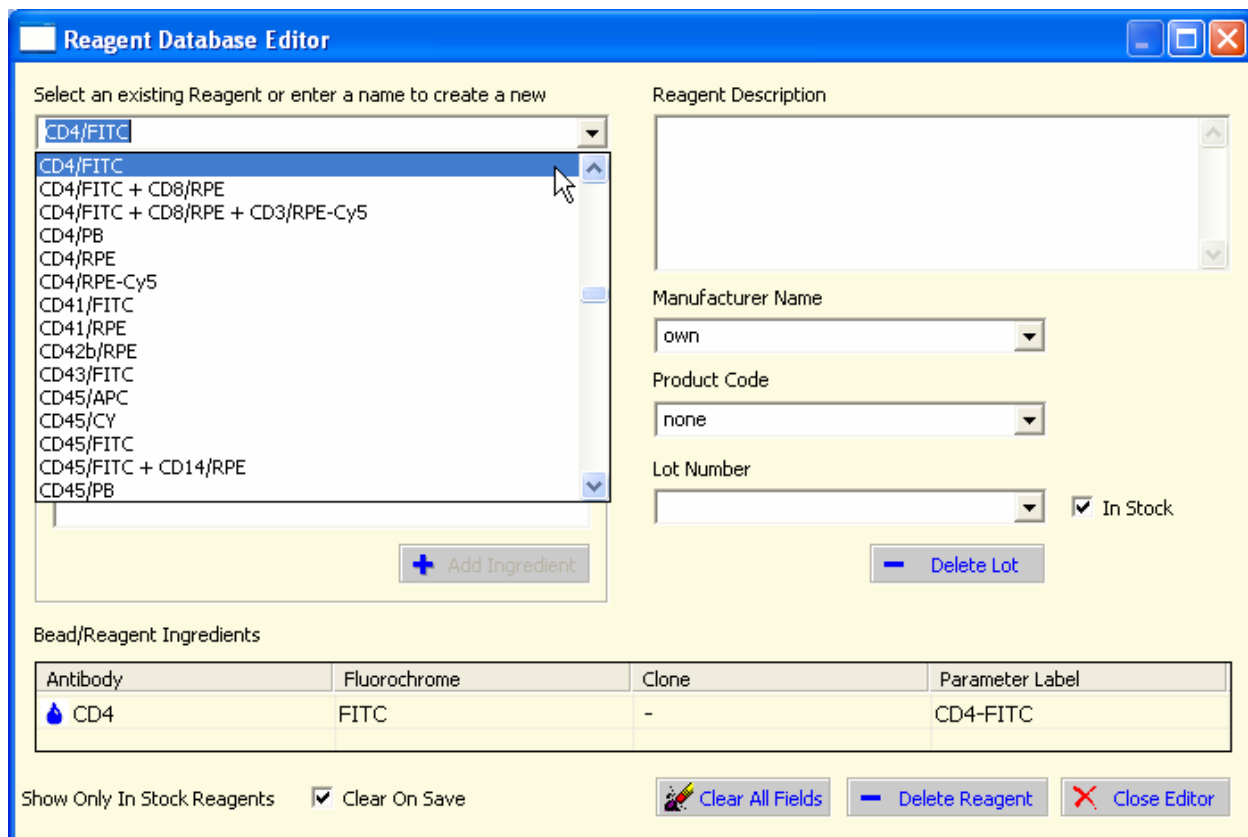 Reagent Database Editor
Select an existing Reagent or enter a name to create a new
CD4/FITC
CD4/FITC
CD4/FITC + CD8/RPE
CD4/FITC + CD8/RPE + CD3/RPE-Cy5
CD4/PB
CD4/RPE
CD4/RPE-Cy5
CD41/FITC
CD41/RPE
CD42b/RPE
CD43/FITC
CD45/APC
CD45/CY
CD45/FITC
CD45/FITC + CD14/RPE
CD45/PB
Add Ingredient
Reagent Description
Manufacturer Name
own
Product Code
none
Lot Number
In Stock
Delete Lot
Bead/Reagent Ingredients
Antibody Fluorochrome Clone Parameter Label
CD4 FITC - CD4-FITC
Show Only In Stock Reagents Clear On Save Clear All Fields Delete Reagent Close Editor